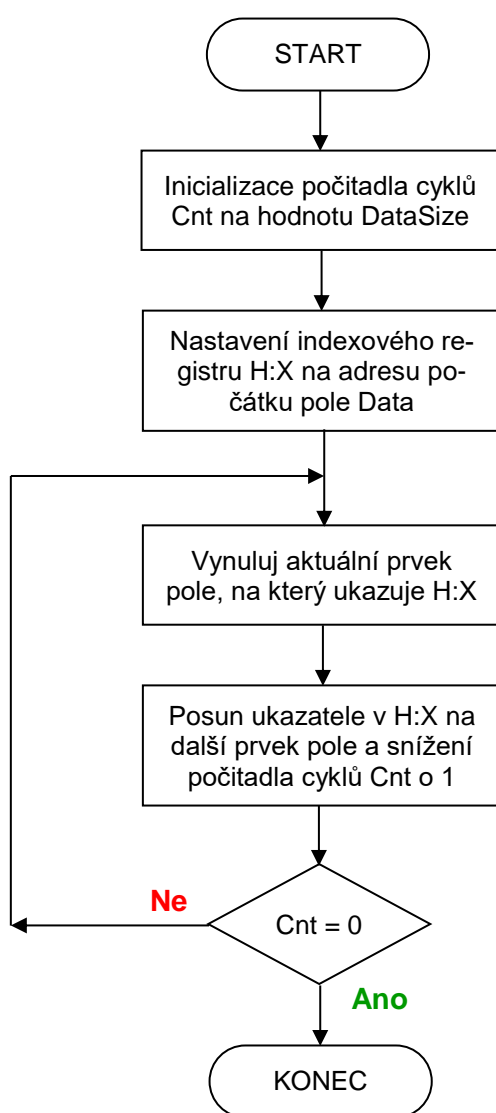 START
Inicializace počitadla cyklů
Cnt na hodnotu DataSize
Nastavení indexového re-
gistru H:X na adresu po-
čátku pole Data
Vynuluj aktuální prvek
pole, na který ukazuje H:X
Posun ukazatele v H:X na
další prvek pole a snížení
počitadla cyklů Cnt o 1
Ne
Cnt = 0
Ano
KONEC